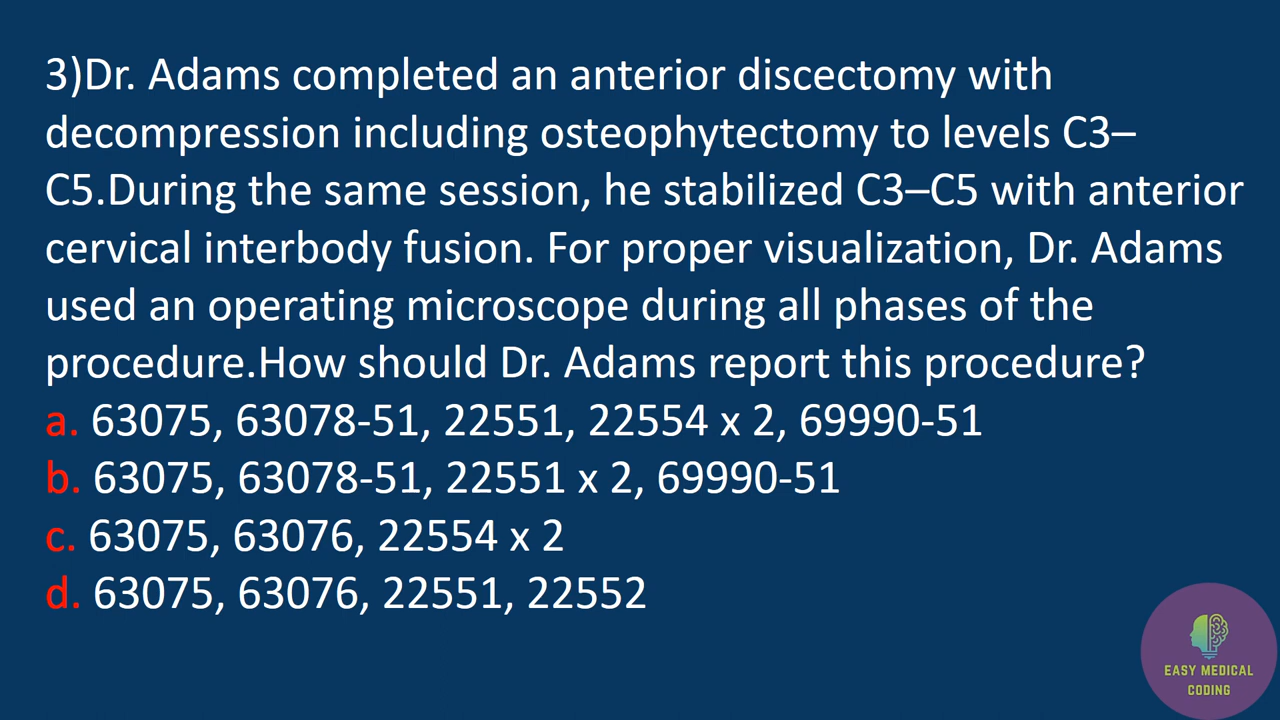 3)Dr. Adams completed an anterior discectomy with
decompression including osteophytectomy to levels C3–
C5.During the same session, he stabilized C3–C5 with anterior
cervical interbody fusion. For proper visualization, Dr. Adams
used an operating microscope during all phases of the
procedure.How should Dr. Adams report this procedure?
a. 63075, 63078-51, 22551, 22554 x 2, 69990-51
b. 63075, 63078-51, 22551 x 2, 69990-51
c. 63075, 63076, 22554 x 2
d. 63075, 63076, 22551, 22552
EASY MEDICAL
CODING